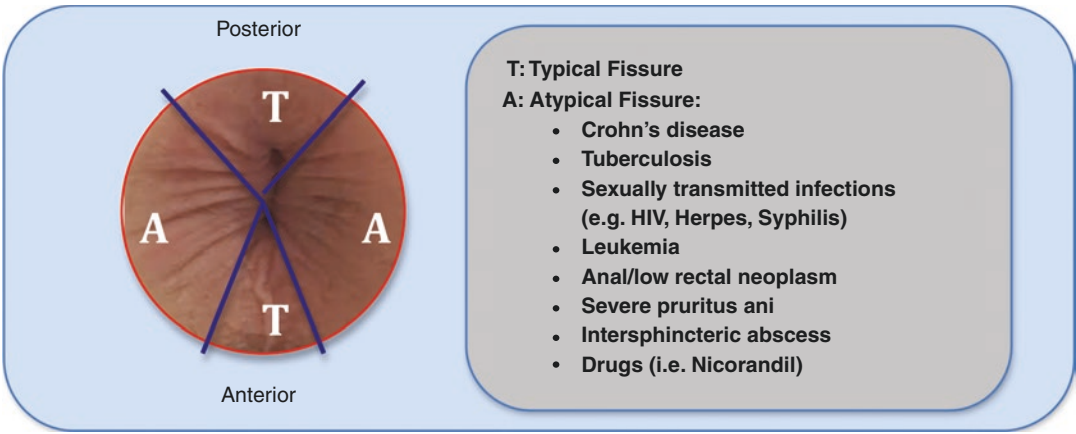 Posterior
T
A
A
T
Anterior
T: Typical Fissure
A: Atypical Fissure:
• Crohn's disease
• Tuberculosis
• Sexually transmitted infections
(e.g. HIV, Herpes, Syphilis)
• Leukemia
• Anal/low rectal neoplasm
• Severe pruritus ani
• Intersphincteric abscess
• Drugs (i.e. Nicorandil)